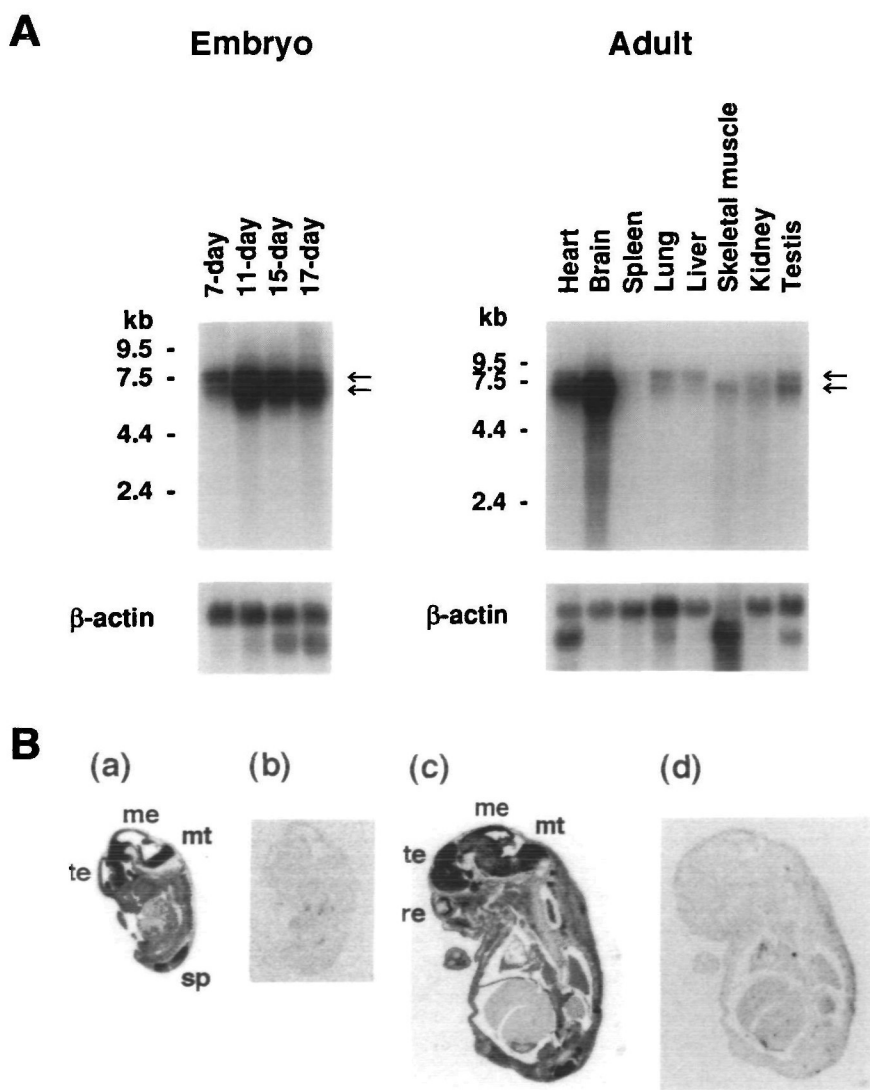 A
Embryo
Adult
7-day
11-day
15-day
17-day
Heart
Brain
Spleen
Lung
Liver
Skeletal muscle
Kidney
Testis
kb
9.5 -
7.5 -
4.4 -
2.4 -
kb
9.5 -
7.5 -
4.4 -
2.4 -
β-actin
β-actin
B
(a)
(b)
(c)
(d)
me
mt
te
sp
me
mt
te
re